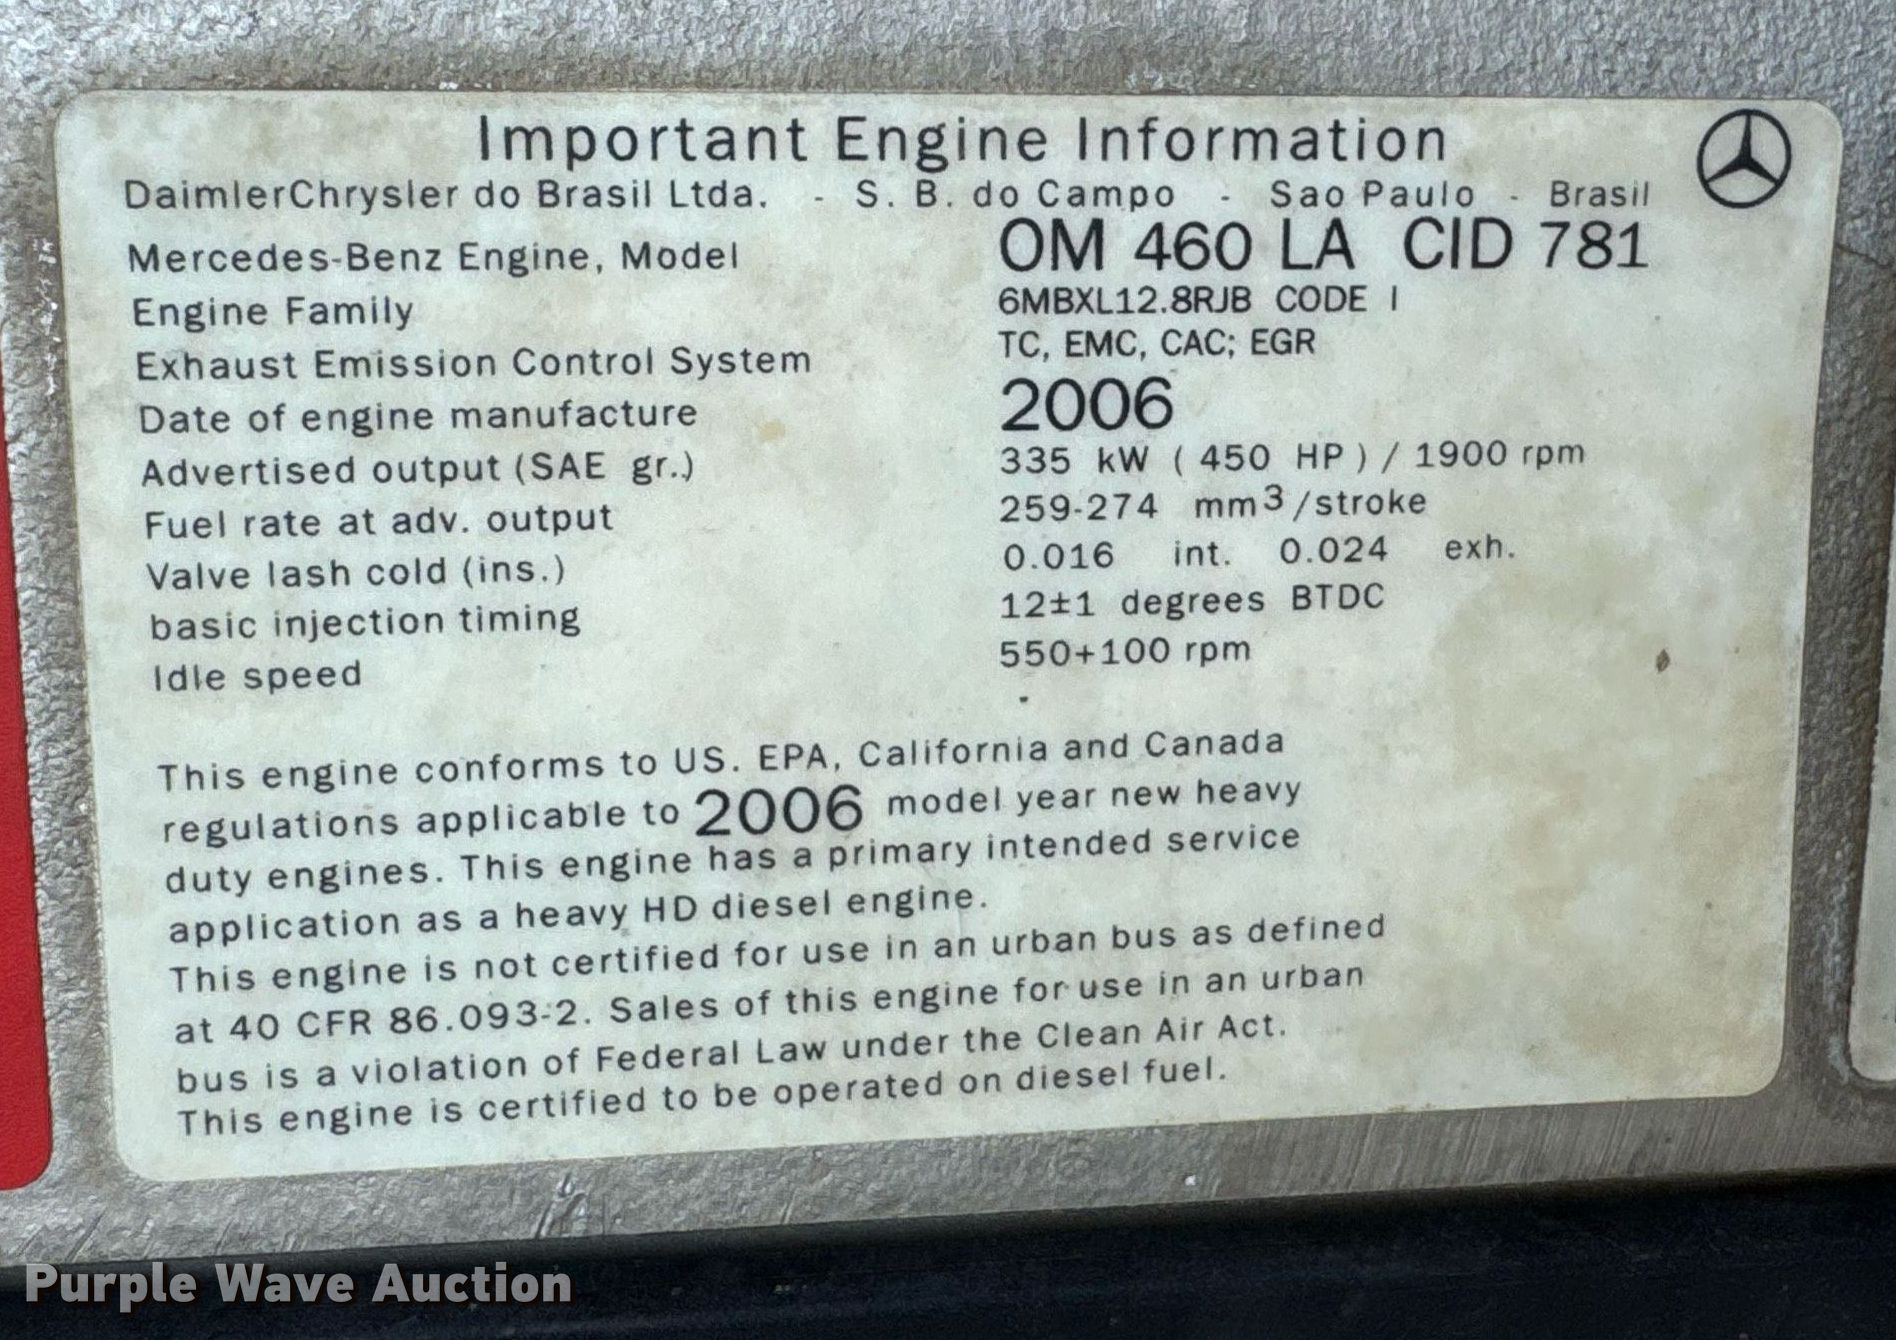 Important Engine Information
DaimlerChrysler do Brasil Ltda. - S. B. do Campo - Sao Paulo - Brasil
Mercedes-Benz Engine, Model OM 460 LA CID 781
Engine Family 6MBXL12.8RJB CODE I
Exhaust Emission Control System TC, EMC, CAC; EGR
Date of engine manufacture 2006
Advertised output (SAE gr.) 335 kW ( 450 HP ) / 1900 rpm
Fuel rate at adv. output 259-274 mm3/stroke
Valve lash cold (ins.) 0.016 int. 0.024 exh.
basic injection timing 12±1 degrees BTDC
Idle speed 550+100 rpm
This engine conforms to US. EPA, California and Canada
regulations applicable to 2006 model year new heavy
duty engines. This engine has a primary intended service
application as a heavy HD diesel engine.
This engine is not certified for use in an urban bus as defined
at 40 CFR 86.093-2. Sales of this engine for use in an urban
bus is a violation of Federal Law under the Clean Air Act.
This engine is certified to be operated on diesel fuel.
Purple Wave Auction